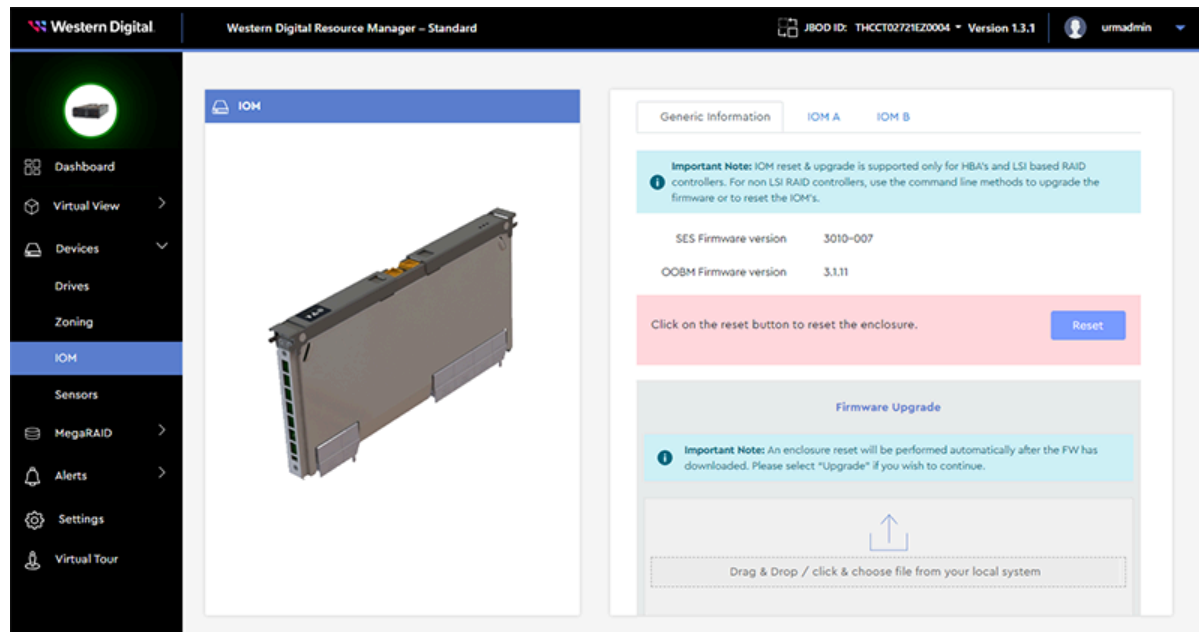 Western Digital.
Western Digital Resource Manager – Standard
JBOD ID: THCCT02721EZ0004
Version 1.3.1
urmadmin
Dashboard
Virtual View
Devices
Drives
Zoning
IOM
Sensors
MegaRAID
Alerts
Settings
Virtual Tour
IOM
Generic Information
IOM A
IOM B
Important Note: IOM reset & upgrade is supported only for HBA's and LSI based RAID
controllers. For non LSI RAID controllers, use the command line methods to upgrade the
firmware or to reset the IOM's.
SES Firmware version 3010-007
OOBM Firmware version 3.1.11
Click on the reset button to reset the enclosure.
Reset
Firmware Upgrade
Important Note: An enclosure reset will be performed automatically after the FW has
downloaded. Please select "Upgrade" if you wish to continue.
Drag & Drop / click & choose file from your local system